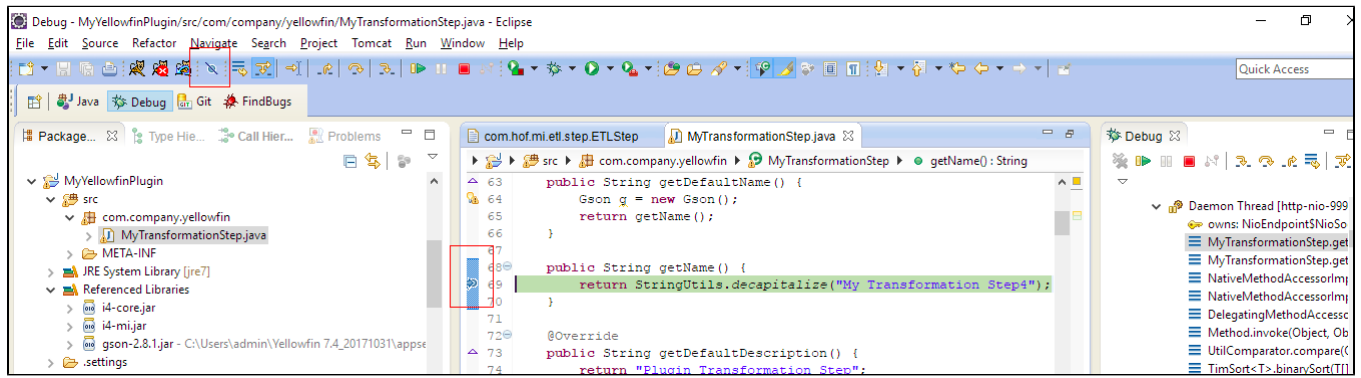 Debug - MyYellowfinPlugin/src/com/company/yellowfin/MyTransformationStep.java - Eclipse
File Edit Source Refactor Navigate Search Project Tomcat Run Window Help
Quick Access
Java Debug Git FindBugs
Package... Type Hie... Call Hier... Problems
com.hof.mi.etl.step.ETLStep MyTransformationStep.java
Debug
src com.company.yellowfin MyTransformationStep getName() : String
MyYellowfinPlugin
src
com.company.yellowfin
MyTransformationStep.java
META-INF
JRE System Library [jre7]
Referenced Libraries
i4-core.jar
i4-mi.jar
gson-2.8.1.jar - C:\Users\admin\Yellowfin 7.4_20171031\appse
.settings
63 public String getDefaultName() {
64 Gson g = new Gson();
65 return getName();
66 }
67
68 public String getName() {
69 return StringUtils.decapitalize("My Transformation Step4");
70 }
71
72 @Override
73 public String getDefaultDescription() {
74 return "Plugin Transformation Step";
Daemon Thread [http-nio-999
owns: NioEndpoint$NioSo
MyTransformationStep.get
MyTransformationStep.get
NativeMethodAccessorImp
NativeMethodAccessorImp
DelegatingMethodAccesso
Method.invoke(Object, Ob
UtilComparator.compare(O
TimSort<T>.binarySort(T[]